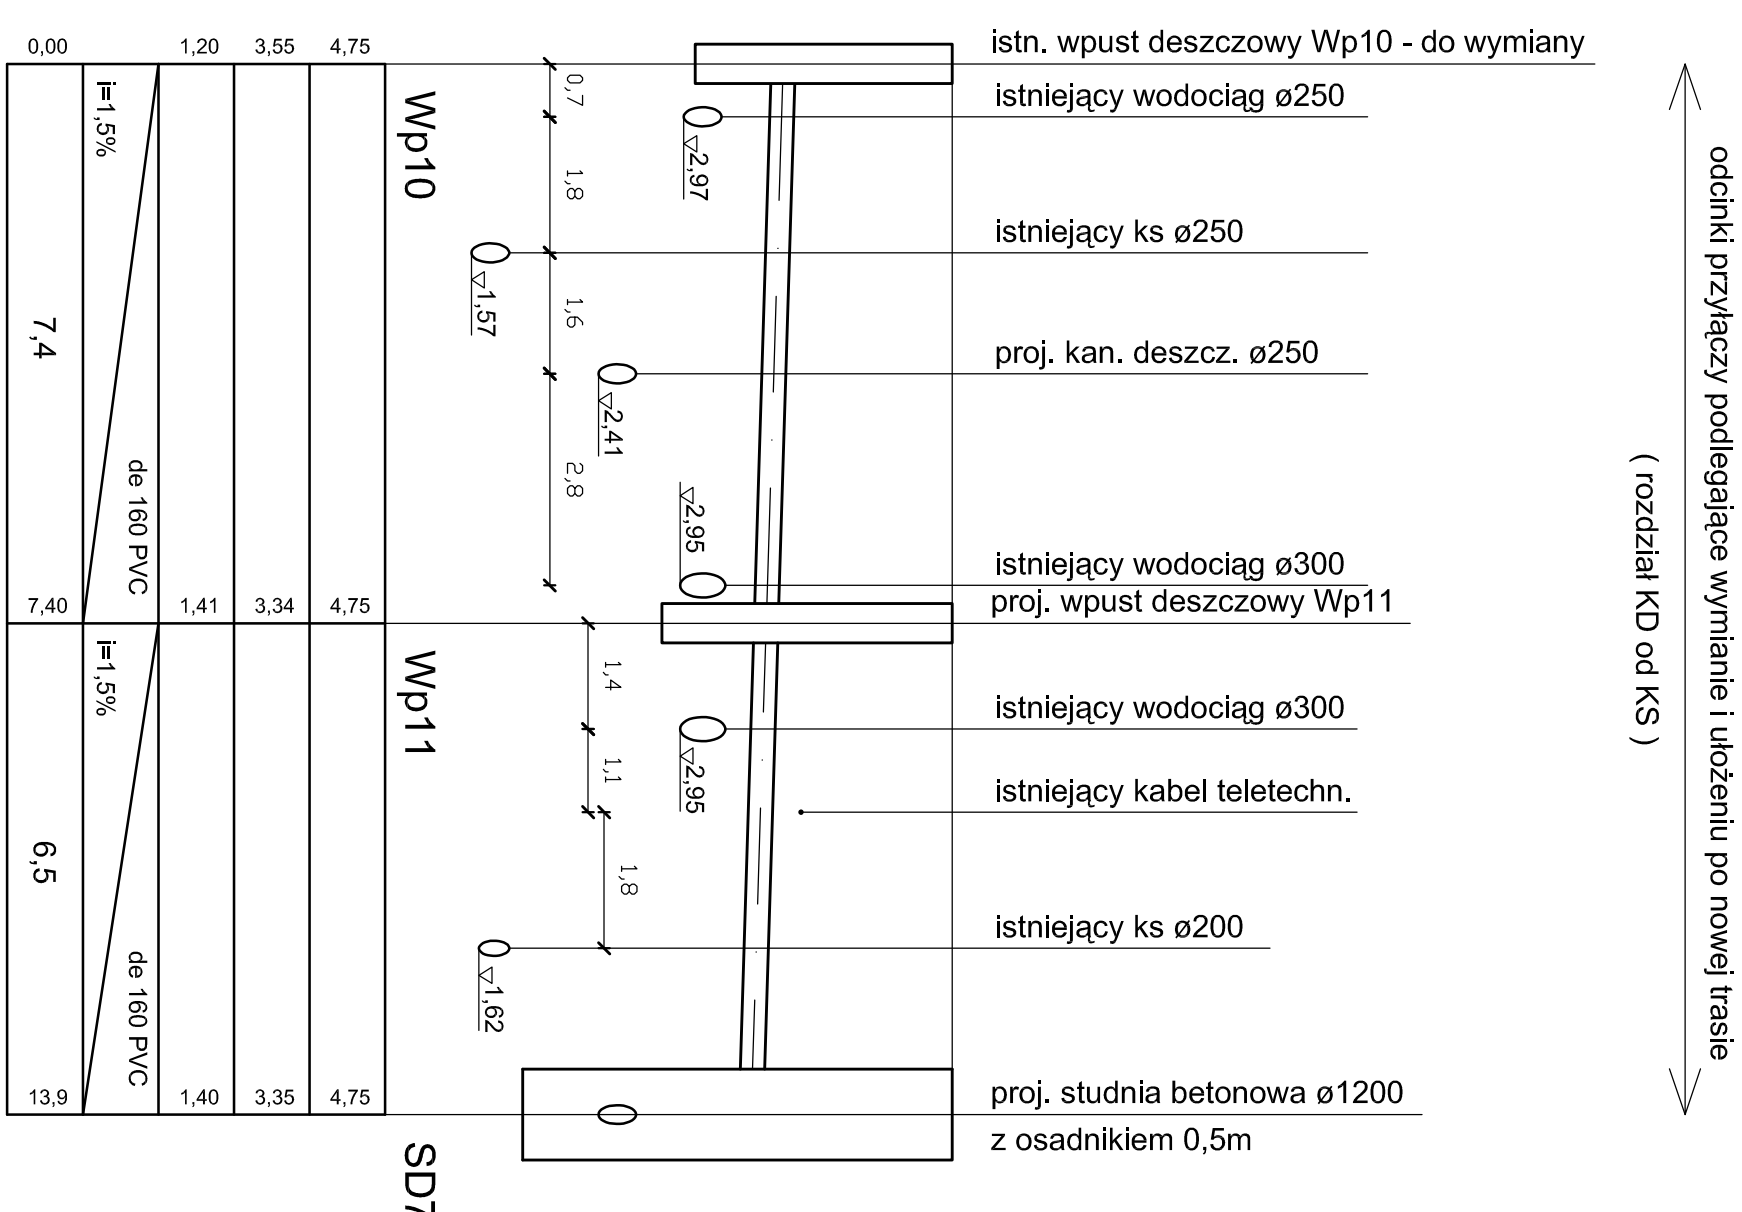 istn. wpust deszczowy Wp10 - do wymiany
istniejący wodociąg ø250
istniejący ks ø250
proj. kan. deszcz. ø250
istniejący wodociąg ø300
proj. wpust deszczowy Wp11
istniejący wodociąg ø300
istniejący kabel teletechn.
istniejący ks ø200
proj. studnia betonowa ø1200
z osadnikiem 0,5m
odcinki przyłączy podlegające wymianie i ułożeniu po nowej trasie
( rozdział KD od KS )
2,97
1,57
2,41
2,95
2,95
1,62
0,7
1,8
1,6
2,8
1,4
1,1
1,8
Wp10
Wp11
SD7
0,00 1,20 3,55 4,75
i=1,5%
de 160 PVC
7,4
7,40 1,41 3,34 4,75
i=1,5%
de 160 PVC
6,5
13,9 1,40 3,35 4,75